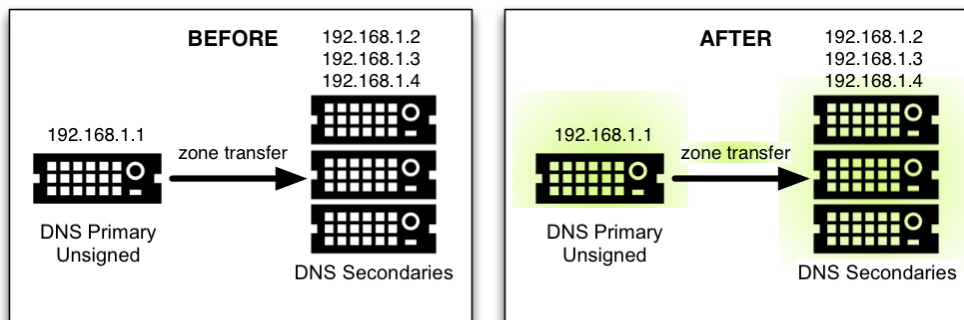 BEFORE
192.168.1.2
192.168.1.3
192.168.1.4
192.168.1.1
zone transfer
DNS Primary
Unsigned
DNS Secondaries
AFTER
192.168.1.2
192.168.1.3
192.168.1.4
192.168.1.1
zone transfer
DNS Primary
Unsigned
DNS Secondaries